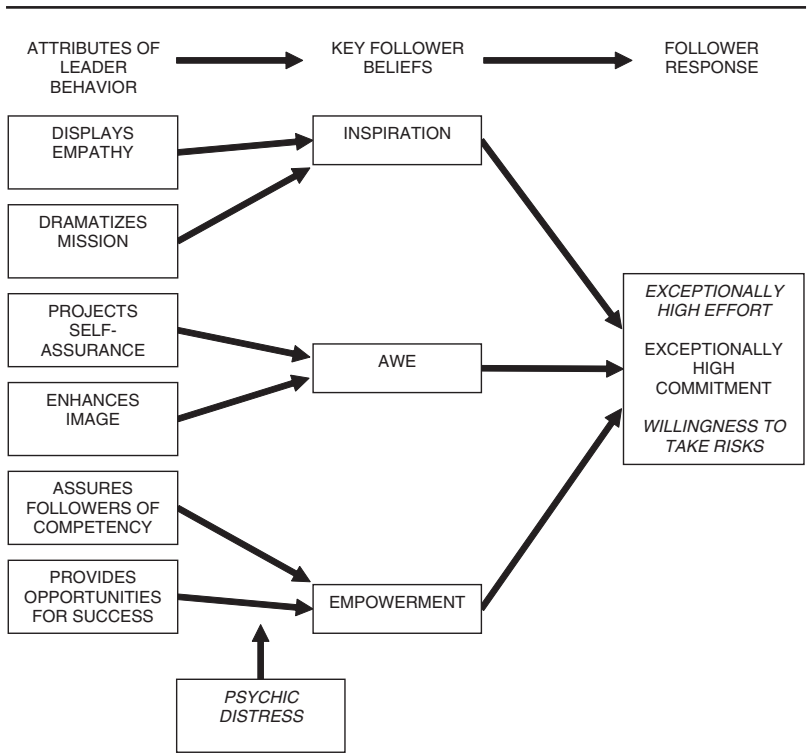 ATTRIBUTES OF
LEADER
BEHAVIOR
KEY FOLLOWER
BELIEFS
FOLLOWER
RESPONSE
DISPLAYS
EMPATHY
INSPIRATION
DRAMATIZES
MISSION
PROJECTS
SELF-
ASSURANCE
AWE
ENHANCES
IMAGE
EXCEPTIONALLY
HIGH EFFORT
EXCEPTIONALLY
HIGH
COMMITMENT
WILLINGNESS TO
TAKE RISKS
ASSURES
FOLLOWERS OF
COMPETENCY
PROVIDES
OPPORTUNITIES
FOR SUCCESS
EMPOWERMENT
PSYCHIC
DISTRESS